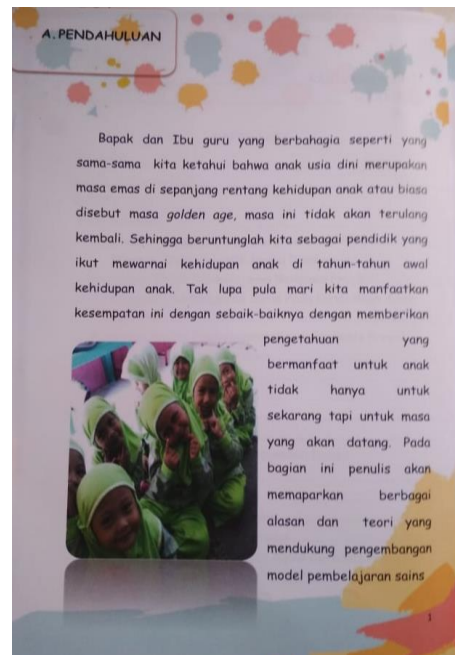 A. PENDAHULUAN
Bapak dan Ibu guru yang berbahagia seperti yang
sama-sama kita ketahui bahwa anak usia dini merupakan
masa emas di sepanjang rentang kehidupan anak atau biasa
disebut masa golden age, masa ini tidak akan terulang
kembali. Sehingga beruntunglah kita sebagai pendidik yang
ikut mewarnai kehidupan anak di tahun-tahun awal
kehidupan anak. Tak lupa pula mari kita manfaatkan
kesempatan ini dengan sebaik-baiknya dengan memberikan
pengetahuan yang
bermanfaat untuk anak
tidak hanya untuk
sekarang tapi untuk masa
yang akan datang. Pada
bagian ini penulis akan
memaparkan berbagai
alasan dan teori yang
mendukung pengembangan
model pembelajaran sains
1